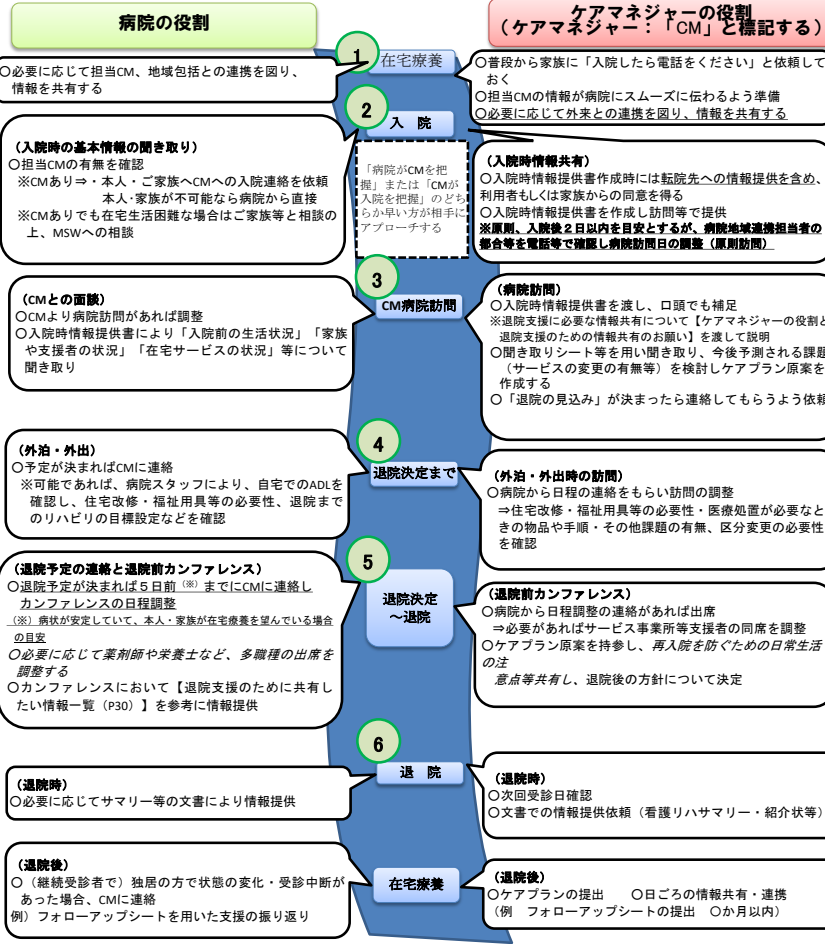 病院の役割
ケアマネジャーの役割
（ケアマネジャー：「CM」と標記する）
1
在宅療養
〇必要に応じて担当CM、地域包括との連携を図り、
情報を共有する
〇普段から家族に「入院したら電話をください」と依頼して
おく
〇担当CMの情報が病院にスムーズに伝わるよう準備
〇必要に応じて外来との連携を図り、情報を共有する
2
入 院
（入院時の基本情報の聞き取り）
〇担当CMの有無を確認
※CMあり⇒・本人・ご家族へCMへの入院連絡を依頼
本人・家族が不可能なら病院から直接
※CMありでも在宅生活困難な場合はご家族等と相談の
上、MSWへの相談
「病院がCMを把
握」または「CMが
入院を把握」のどち
らか早い方が相手に
アプローチする
（入院時情報共有）
〇入院時情報提供書作成時には転院先への情報提供を含め、
利用者もしくは家族からの同意を得る
〇入院時情報提供書を作成し訪問等で提供
※原則、入院後２日以内を目安とするが、病院地域連携担当者の
都合等を電話等で確認し病院訪問日の調整（原則訪問）
3
CM病院訪問
（CMとの面談）
〇CMより病院訪問があれば調整
〇入院時情報提供書により「入院前の生活状況」「家族
や支援者の状況」「在宅サービスの状況」等について
聞き取り
（病院訪問）
〇入院時情報提供書を渡し、口頭でも補足
※退院支援に必要な情報共有について【ケアマネジャーの役割と
退院支援のための情報共有のお願い】を渡して説明
〇聞き取りシート等を用い聞き取り、今後予測される課題
（サービスの変更の有無等）を検討しケアプラン原案を
作成する
〇「退院の見込み」が決まったら連絡してもらうよう依頼
4
退院決定まで
（外泊・外出）
〇予定が決まればCMに連絡
※可能であれば、病院スタッフにより、自宅でのADLを
確認し、住宅改修・福祉用具等の必要性、退院まで
のリハビリの目標設定などを確認
（外泊・外出時の訪問）
〇病院から日程の連絡をもらい訪問の調整
⇒住宅改修・福祉用具等の必要性・医療処置が必要なと
きの物品や手順・その他課題の有無、区分変更の必要性
を確認
5
退院決定
～退院
（退院予定の連絡と退院前カンファレンス）
〇退院予定が決まれば５日前（※）までにCMに連絡し
カンファレンスの日程調整
（※）病状が安定していて、本人・家族が在宅療養を望んでいる場合
の目安
〇必要に応じて薬剤師や栄養士など、多職種の出席を
調整する
〇カンファレンスにおいて【退院支援のために共有し
たい情報一覧（P30）】を参考に情報提供
（退院前カンファレンス）
〇病院から日程調整の連絡があれば出席
⇒必要があればサービス事業所等支援者の同席を調整
〇ケアプラン原案を持参し、再入院を防ぐための日常生活
の注
意点等共有し、退院後の方針について決定
6
退 院
（退院時）
〇必要に応じてサマリー等の文書により情報提供
（退院時）
〇次回受診日確認
〇文書での情報提供依頼（看護リハサマリー・紹介状等）
在宅療養
（退院後）
〇（継続受診者で）独居の方で状態の変化・受診中断が
あった場合、CMに連絡
例）フォローアップシートを用いた支援の振り返り
（退院後）
〇ケアプランの提出　〇日ごろの情報共有・連携
（例　フォローアップシートの提出　〇か月以内）